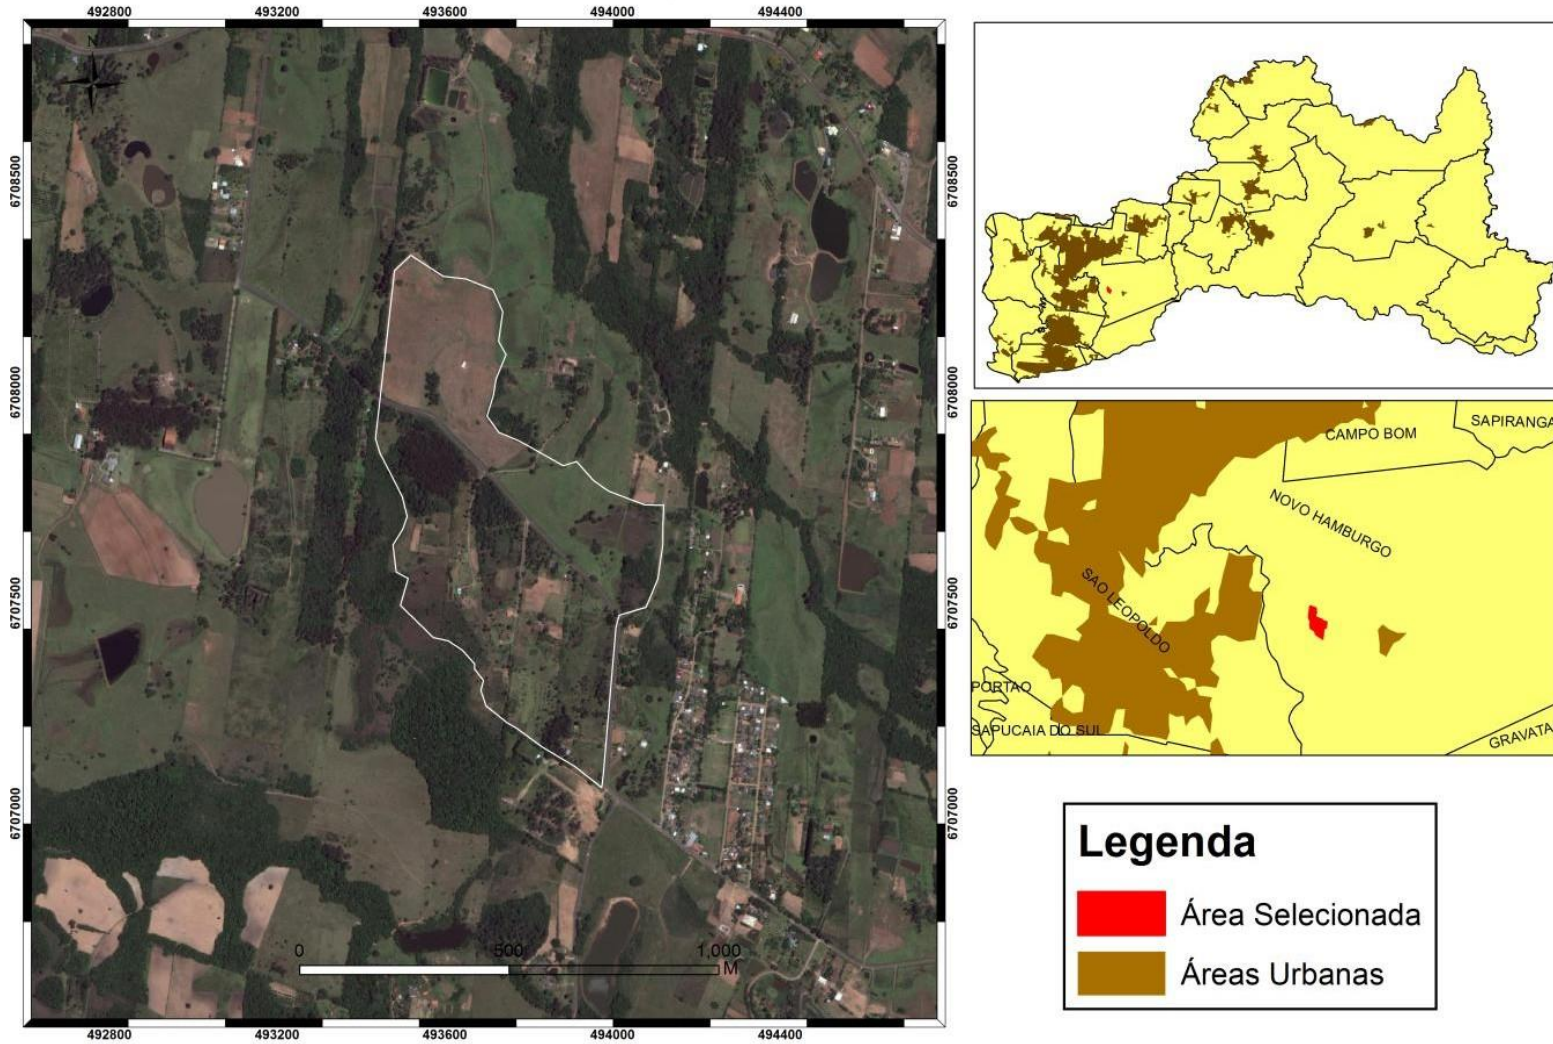 492800 493200 493600 494000 494400
N
6708500
6708000
6707500
6707000
6708500
6708000
6707500
6707000
0 500 1,000
M
492800 493200 493600 494000 494400
CAMPO BOM
SAPIRANGA
NOVO HAMBURGO
SAO LEOPOLDO
PORTAO
SAPUCAIA DO SUL
GRAVATA
Legenda
Área Selecionada
Áreas Urbanas